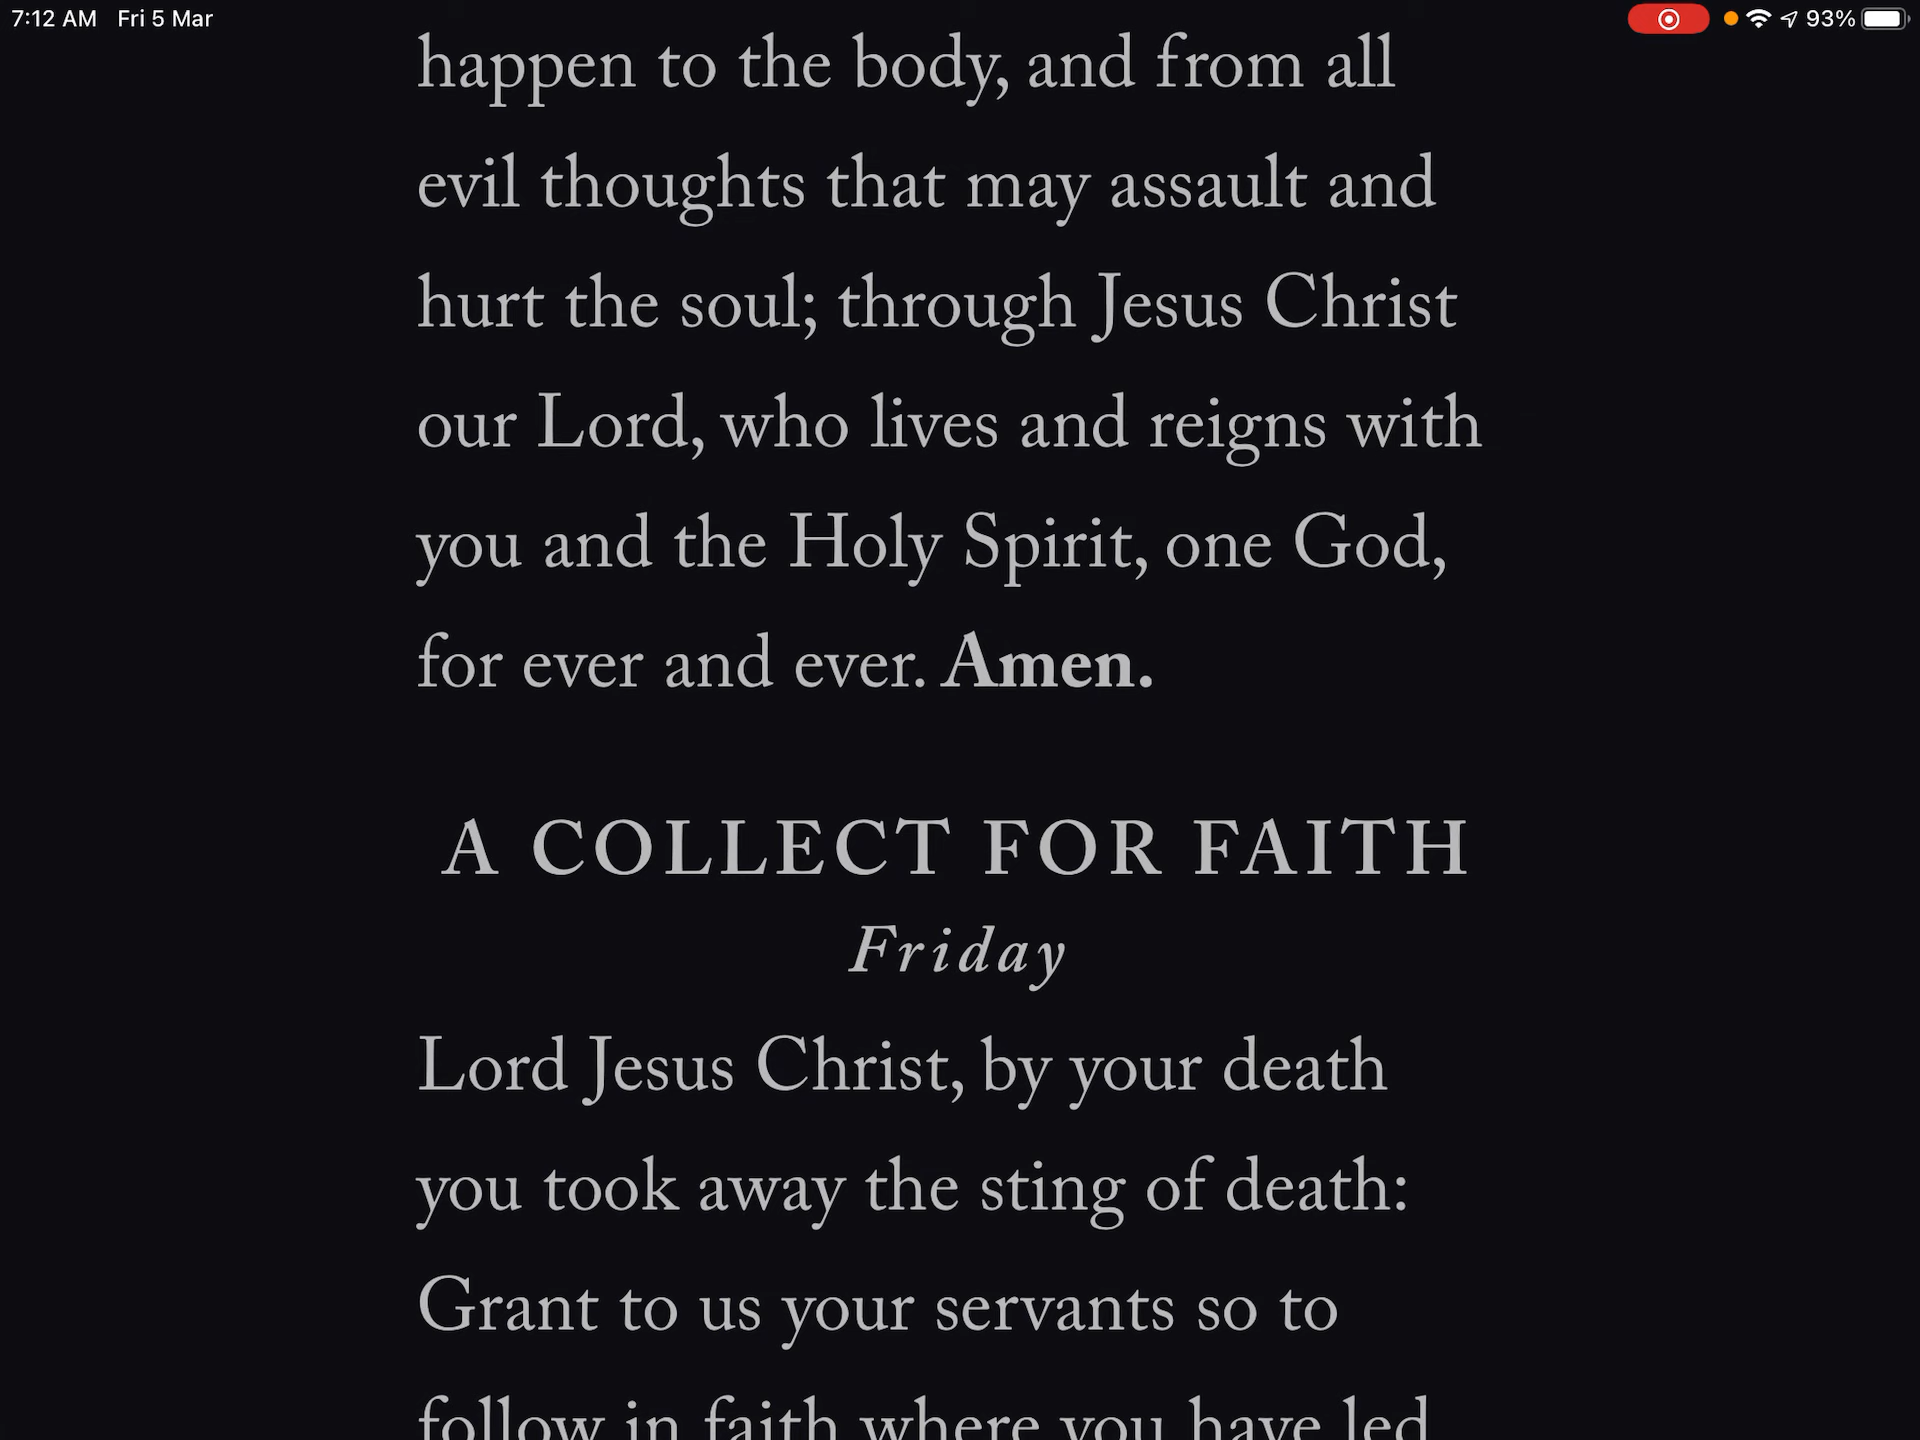 7:12 AM Fri 5 Mar 93%
happen to the body, and from all
evil thoughts that may assault and
hurt the soul; through Jesus Christ
our Lord, who lives and reigns with
you and the Holy Spirit, one God,
for ever and ever. Amen.
A COLLECT FOR FAITH
Friday
Lord Jesus Christ, by your death
you took away the sting of death:
Grant to us your servants so to
follow in faith where you have led